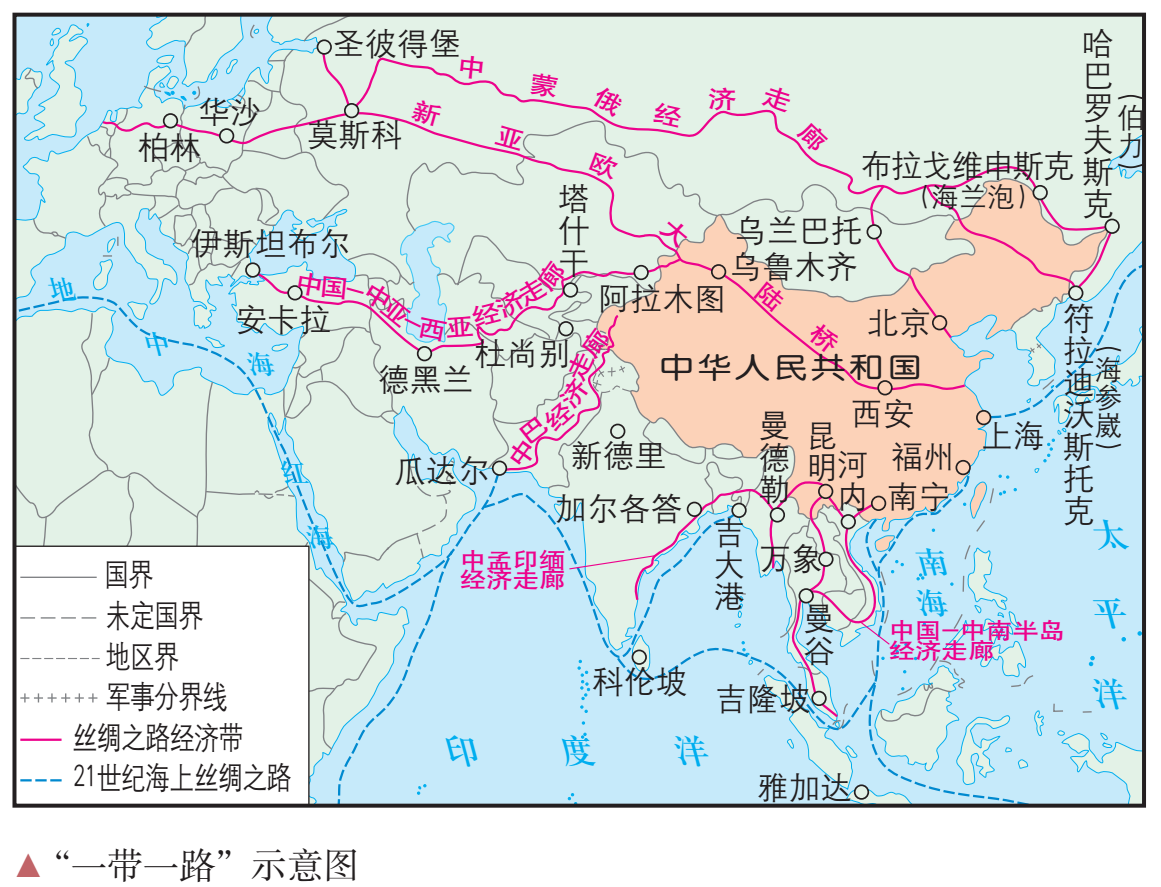 圣彼得堡
中蒙俄经济走廊
哈巴罗夫斯克
(伯力)
华沙
新亚欧大陆桥
莫斯科
柏林
布拉戈维申斯克
(海兰泡)
塔什干
乌兰巴托
伊斯坦布尔
乌鲁木齐
地中海
中国-中亚-西亚经济走廊
阿拉木图
安卡拉
北京
符拉迪沃斯托克
(海参崴)
杜尚别
中华人民共和国
德黑兰
西安
中巴经济走廊
曼德勒
昆明
上海
新德里
河内
福州
瓜达尔
红海
加尔各答
南宁
吉大港
万象
南海
太平洋
中孟印缅
经济走廊
曼谷
中国-中南半岛
经济走廊
科伦坡
吉隆坡
印度洋
雅加达
国界
未定国界
地区界
军事分界线
丝绸之路经济带
21世纪海上丝绸之路
▲“一带一路”示意图